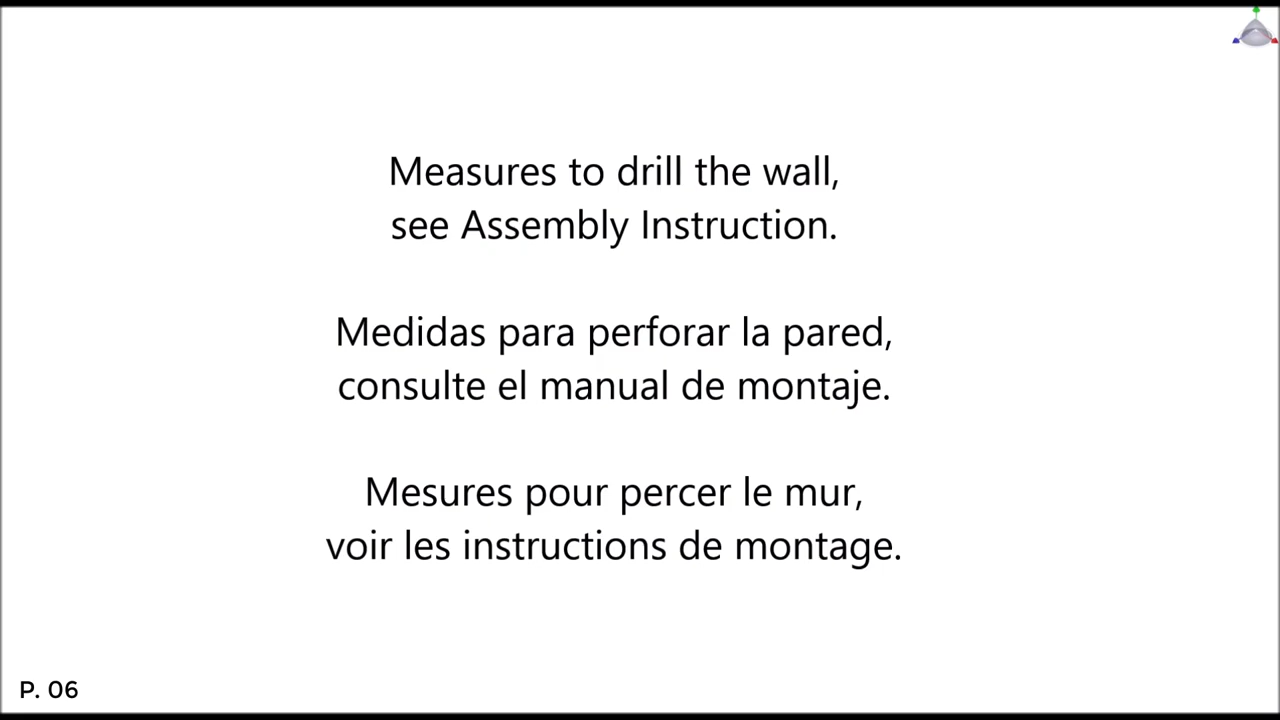 Measures to drill the wall,
see Assembly Instruction.
Medidas para perforar la pared,
consulte el manual de montaje.
Mesures pour percer le mur,
voir les instructions de montage.
P. 06